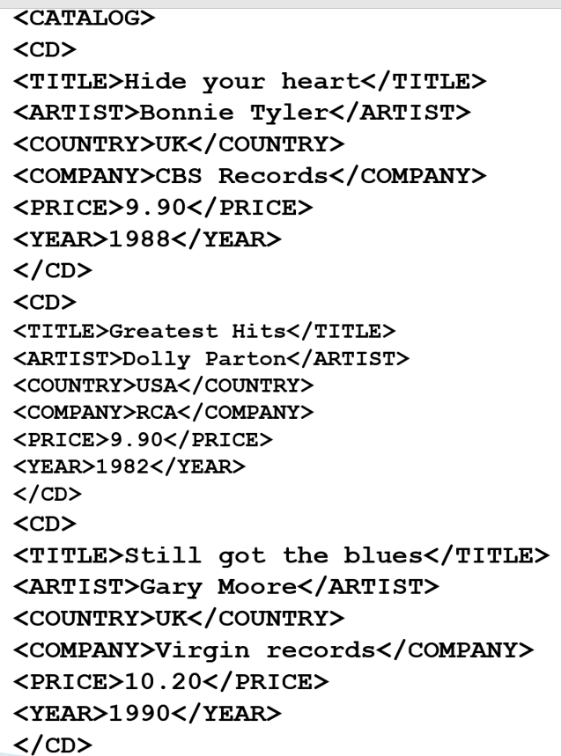 <CATALOG>
<CD>
<TITLE>Hide your heart</TITLE>
<ARTIST>Bonnie Tyler</ARTIST>
<COUNTRY>UK</COUNTRY>
<COMPANY>CBS Records</COMPANY>
<PRICE>9.90</PRICE>
<YEAR>1988</YEAR>
</CD>
<CD>
<TITLE>Greatest Hits</TITLE>
<ARTIST>Dolly Parton</ARTIST>
<COUNTRY>USA</COUNTRY>
<COMPANY>RCA</COMPANY>
<PRICE>9.90</PRICE>
<YEAR>1982</YEAR>
</CD>
<CD>
<TITLE>Still got the blues</TITLE>
<ARTIST>Gary Moore</ARTIST>
<COUNTRY>UK</COUNTRY>
<COMPANY>Virgin records</COMPANY>
<PRICE>10.20</PRICE>
<YEAR>1990</YEAR>
</CD>